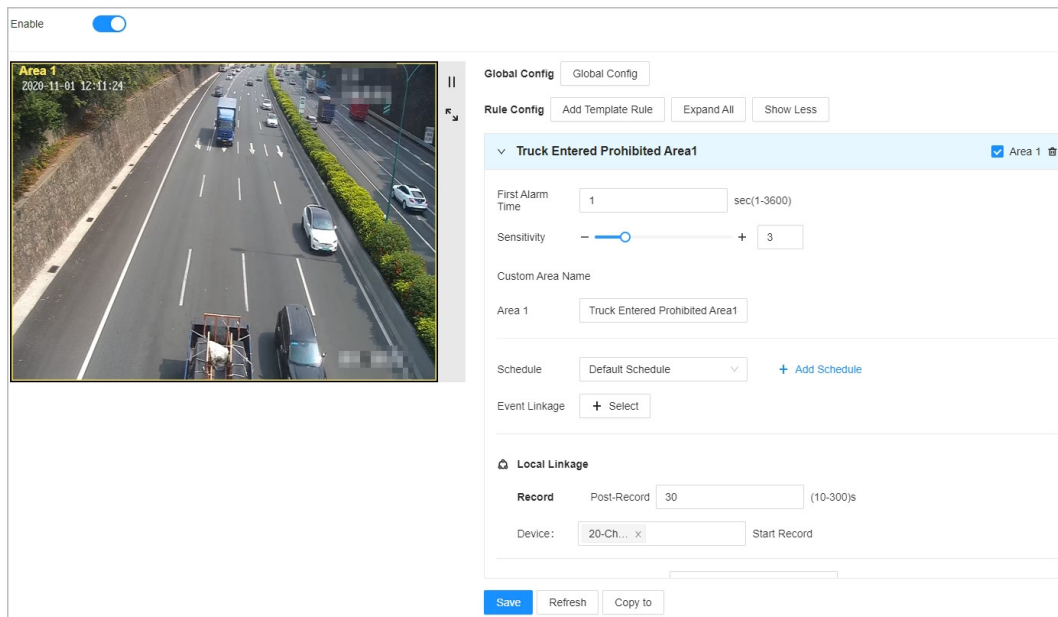 Enable
Area 1
2020-11-01 12:11:24
Global Config Global Config
Rule Config Add Template Rule Expand All Show Less
Truck Entered Prohibited Area1 Area 1
First Alarm Time 1 sec(1-3600)
Sensitivity − + 3
Custom Area Name
Area 1 Truck Entered Prohibited Area1
Schedule Default Schedule + Add Schedule
Event Linkage + Select
Local Linkage
Record Post-Record 30 (10-300)s
Device: 20-Ch... x Start Record
Save Refresh Copy to